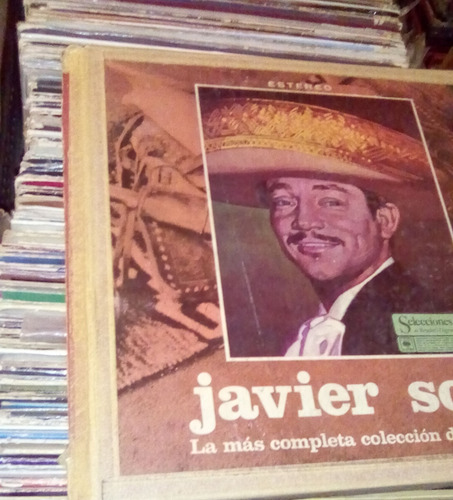 ESTEREO
Selecciones
javier so
La más completa colección d